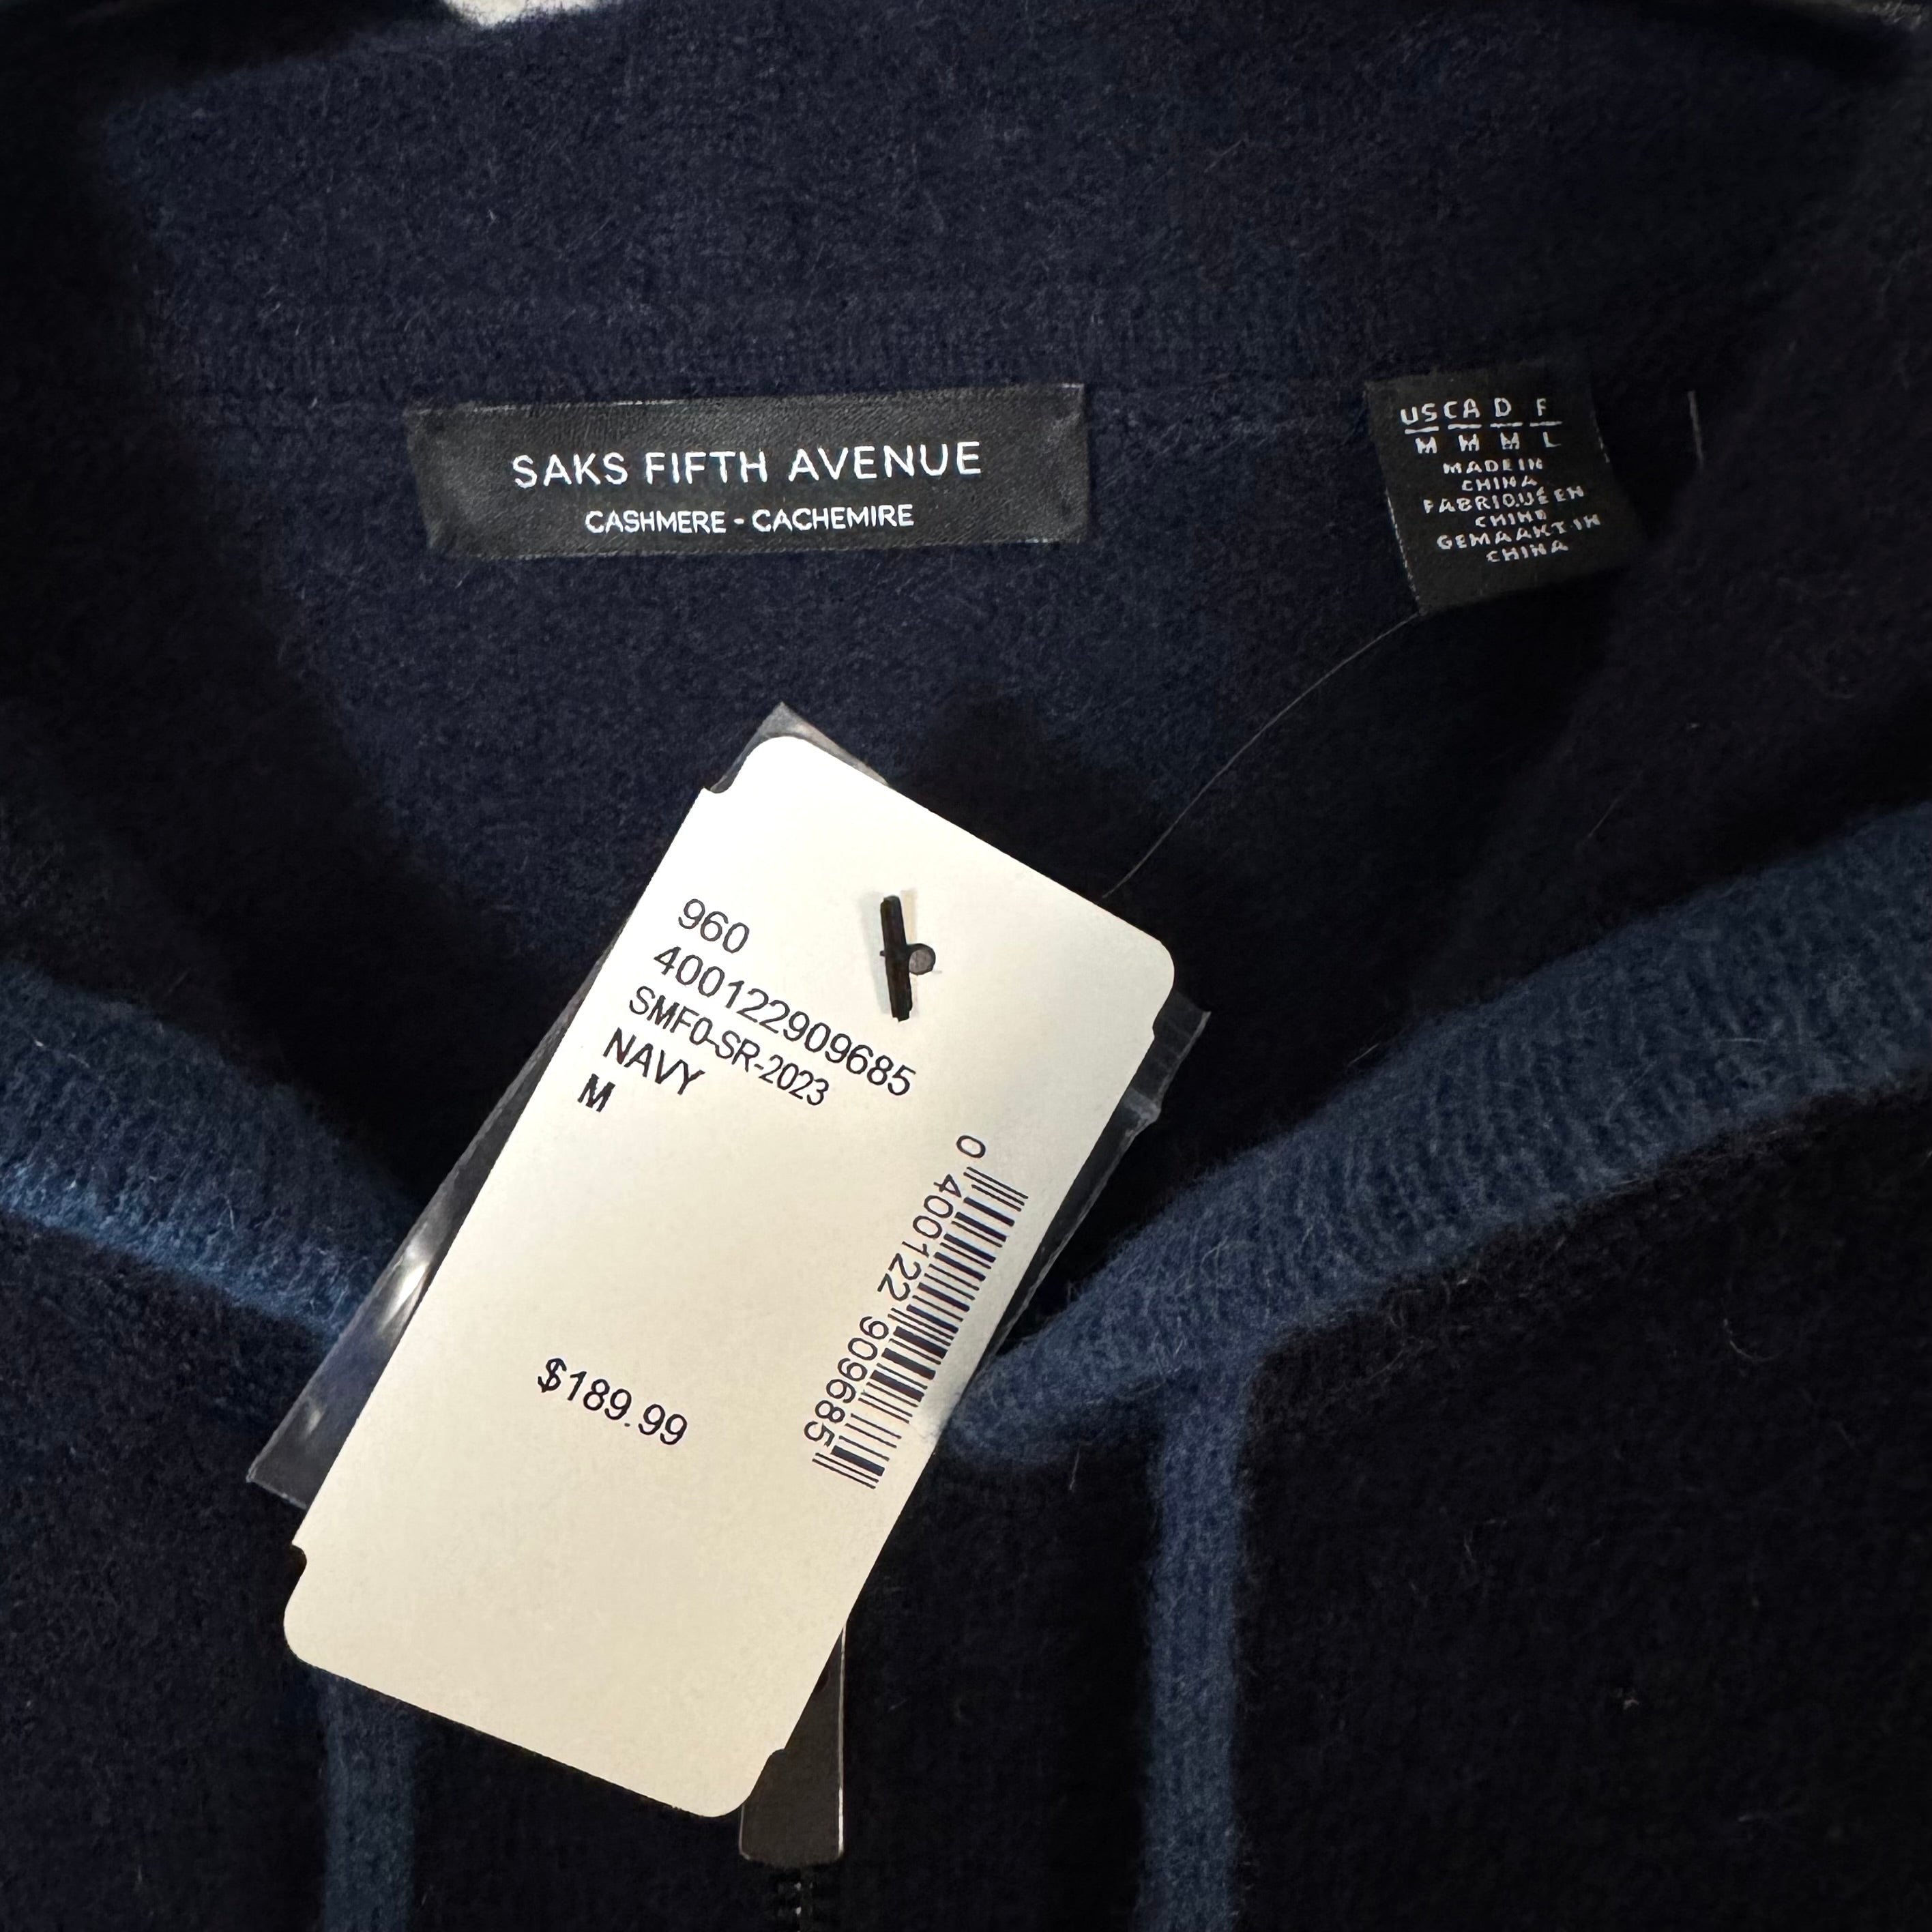 SAKS FIFTH AVENUE
CASHMERE - CACHEMIRE
US CA D F
M M M L
MADE IN
CHINA
FABRIQUÉ EN
CHINE
GEMAAKT IN
CHINA
960
400122909685
SMF0-SR-2023
NAVY
M
0 400122 909685
$189.99